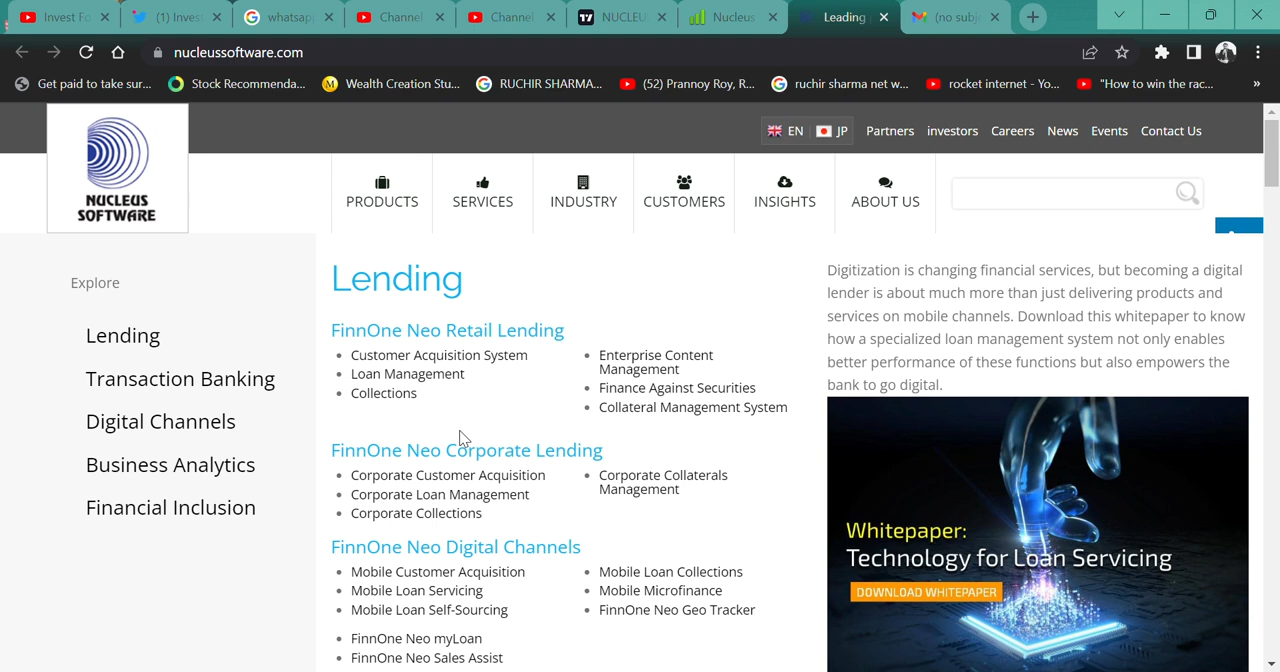 Invest Fo
(1) Invest
whatsapp
Channel
Channel
NUCLEU
Nucleus
Leading
(no subj
nucleussoftware.com
Get paid to take sur...
Stock Recommenda...
Wealth Creation Stu...
RUCHIR SHARMA...
(52) Prannoy Roy, R...
ruchir sharma net w...
rocket internet - Yo...
"How to win the rac...
»
EN
JP
Partners
investors
Careers
News
Events
Contact Us
NUCLEUS
SOFTWARE
PRODUCTS
SERVICES
INDUSTRY
CUSTOMERS
INSIGHTS
ABOUT US
Explore
Lending
Transaction Banking
Digital Channels
Business Analytics
Financial Inclusion
Lending
FinnOne Neo Retail Lending
Customer Acquisition System
Loan Management
Collections
Enterprise Content
Management
Finance Against Securities
Collateral Management System
FinnOne Neo Corporate Lending
Corporate Customer Acquisition
Corporate Loan Management
Corporate Collections
Corporate Collaterals
Management
FinnOne Neo Digital Channels
Mobile Customer Acquisition
Mobile Loan Servicing
Mobile Loan Self-Sourcing
Mobile Loan Collections
Mobile Microfinance
FinnOne Neo Geo Tracker
FinnOne Neo myLoan
FinnOne Neo Sales Assist
Digitization is changing financial services, but becoming a digital
lender is about much more than just delivering products and
services on mobile channels. Download this whitepaper to know
how a specialized loan management system not only enables
better performance of these functions but also empowers the
bank to go digital.
Whitepaper:
Technology for Loan Servicing
DOWNLOAD WHITEPAPER